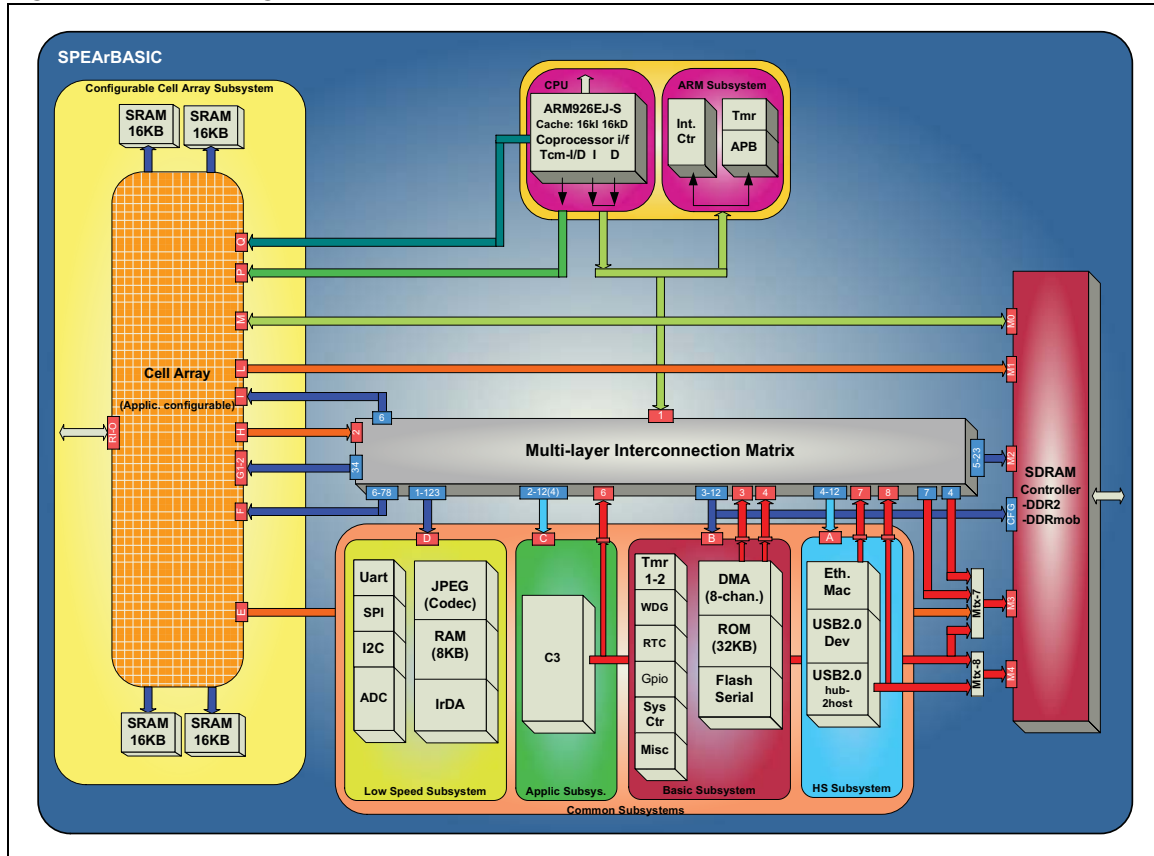 SPEArBASIC
Configurable Cell Array Subsystem
SRAM
16KB
SRAM
16KB
CPU
ARM926EJ-S
Cache: 16kI 16kD
Coprocessor i/f
Tcm-I/D I D
ARM Subsystem
Int.
Ctr
Tmr
APB
Q
P
M
L
I
H
G1-2
F
E
RI-O
Cell Array
(Applic. configurable)
SRAM
16KB
SRAM
16KB
M0
M1
M2
CFG
M3
M4
SDRAM
Controller
-DDR2
-DDRmob
6
1
2
34
5-23
Multi-layer Interconnection Matrix
6-78
1-123
2-12(4)
6
3-12
3
4
4-12
7
8
7
4
D
C
B
A
Mtx-7
Mtx-8
Uart
SPI
I2C
ADC
JPEG
(Codec)
RAM
(8KB)
IrDA
Low Speed Subsystem
C3
Applic Subsys.
Tmr
1-2
WDG
RTC
Gpio
Sys
Ctr
Misc
DMA
(8-chan.)
ROM
(32KB)
Flash
Serial
Basic Subsystem
Eth.
Mac
USB2.0
Dev
USB2.0
hub-
2host
HS Subsystem
Common Subsystems